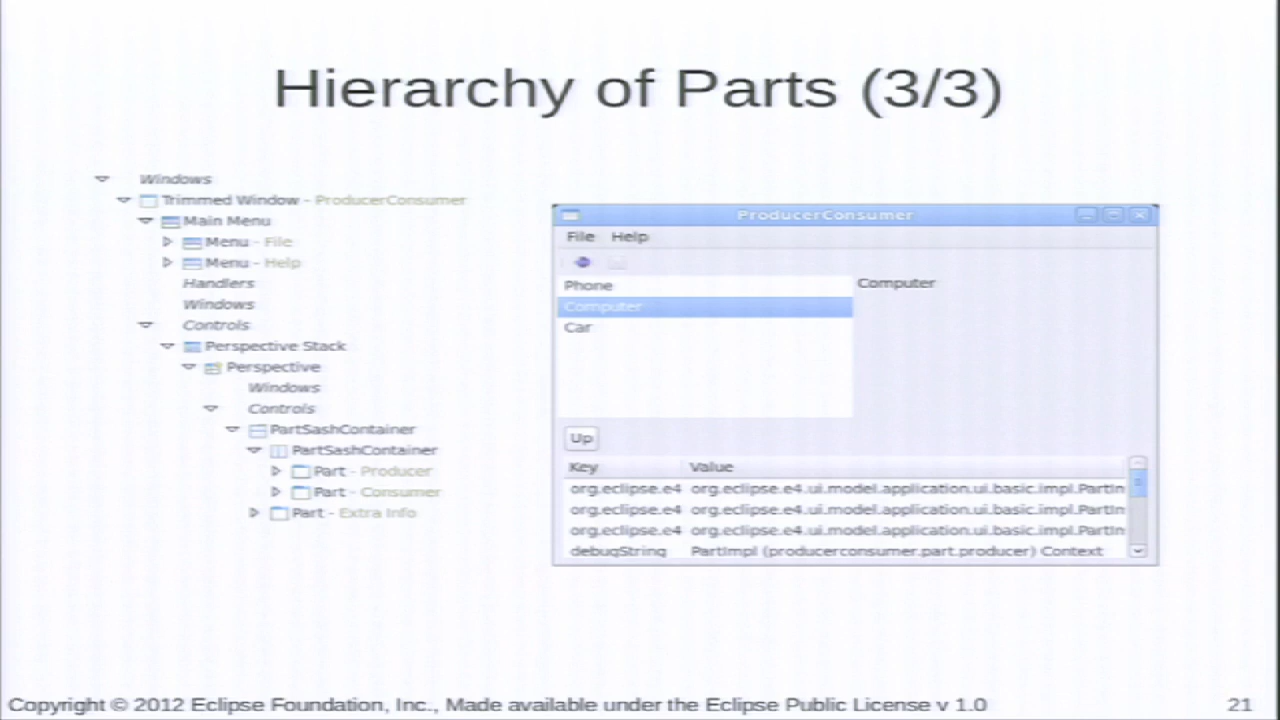 Hierarchy of Parts (3/3)
Windows
Trimmed Window - ProducerConsumer
Main Menu
Menu - File
Menu - Help
Handlers
Windows
Controls
Perspective Stack
Perspective
Windows
Controls
PartSashContainer
PartSashContainer
Part - Producer
Part - Consumer
Part - Extra Info
ProducerConsumer
File Help
Phone
Computer
Car
Computer
Up
Key Value
org.eclipse.e4 org.eclipse.e4.ui.model.application.ui.basic.impl.PartIm
org.eclipse.e4 org.eclipse.e4.ui.model.application.ui.basic.impl.PartIm
org.eclipse.e4 org.eclipse.e4.ui.model.application.ui.basic.impl.PartIm
debugString PartImpl (producerconsumer.part.producer) Context
Copyright © 2012 Eclipse Foundation, Inc., Made available under the Eclipse Public License v 1.0
21